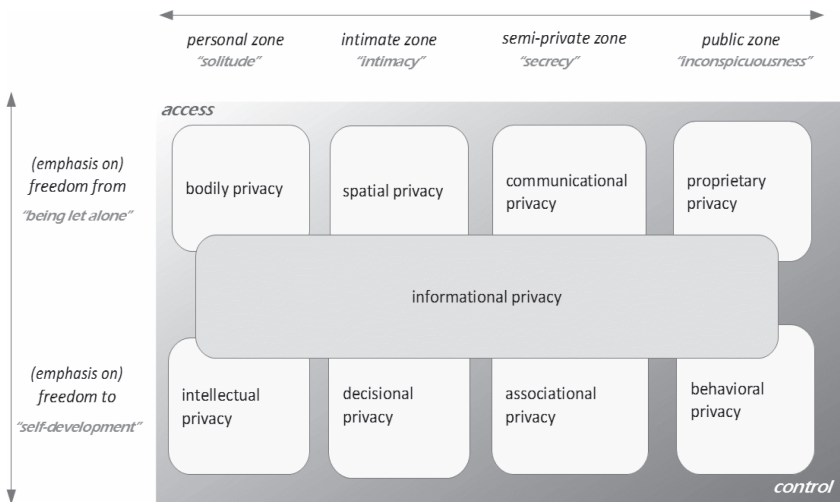 personal zone intimate zone semi-private zone public zone
"solitude" "intimacy" "secrecy" "inconspicuousness"
access
(emphasis on)
freedom from
"being let alone"
bodily privacy
spatial privacy
communicational
privacy
proprietary
privacy
informational privacy
(emphasis on)
freedom to
"self-development"
intellectual
privacy
decisional
privacy
associational
privacy
behavioral
privacy
control